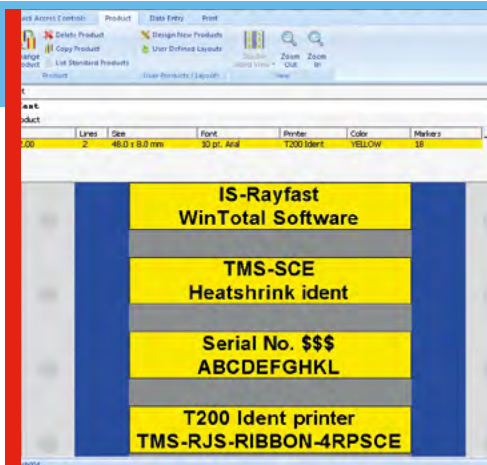 Access Controls Product Data Entry Print
Delete Product
Copy Product
List Standard Products
Design New Products
User Defined Layouts
Zoom Out
Zoom In
Product User Products / Layouts View
Lines Size Font Printer Color Markers
2 48.0 x 8.0 mm 10 pt. Arial T200 Ident YELLOW 18
IS-Rayfast
WinTotal Software
TMS-SCE
Heatshrink ident
Serial No. $$$
ABCDEFGHKL
T200 Ident printer
TMS-RJS-RIBBON-4RPSCE